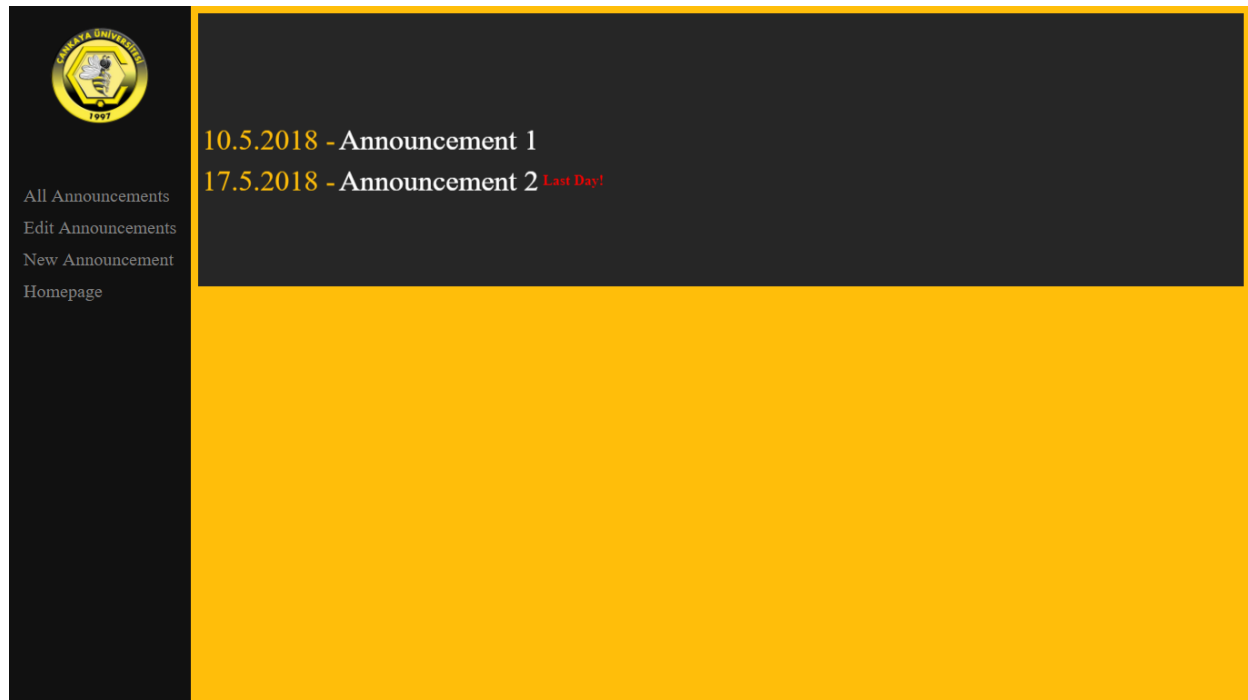 ÇANKAYA ÜNİVERSİTESİ
1997
All Announcements
Edit Announcements
New Announcement
Homepage
10.5.2018 - Announcement 1
17.5.2018 - Announcement 2 Last Day!